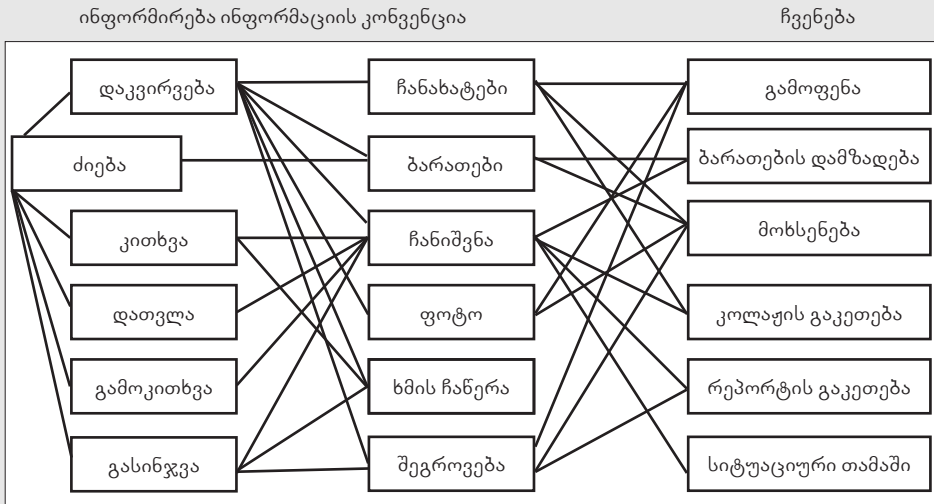 ინფორმირება ინფორმაციის კონვენცია
ჩვენება
დაკვირვება
ჩანახატები
გამოფენა
ძიება
ბარათები
ბარათების დამზადება
კითხვა
ჩანიშვნა
მოხსენება
დათვლა
ფოტო
კოლაჟის გაკეთება
გამოკითხვა
ხმის ჩაწერა
რეპორტის გაკეთება
გასინჯვა
შეგროვება
სიტუაციური თამაში